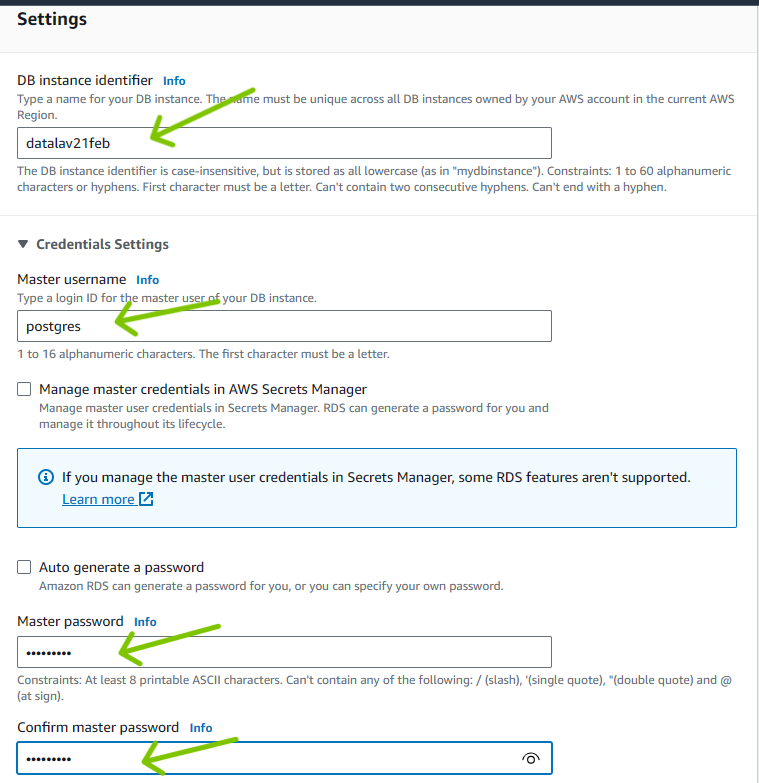 Settings
DB instance identifier Info
Type a name for your DB instance. The name must be unique across all DB instances owned by your AWS account in the current AWS
Region.
datalav21feb
The DB instance identifier is case-insensitive, but is stored as all lowercase (as in "mydbinstance"). Constraints: 1 to 60 alphanumeric
characters or hyphens. First character must be a letter. Can't contain two consecutive hyphens. Can't end with a hyphen.
Credentials Settings
Master username Info
Type a login ID for the master user of your DB instance.
postgres
1 to 16 alphanumeric characters. The first character must be a letter.
Manage master credentials in AWS Secrets Manager
Manage master user credentials in Secrets Manager. RDS can generate a password for you and
manage it throughout its lifecycle.
If you manage the master user credentials in Secrets Manager, some RDS features aren't supported.
Learn more
Auto generate a password
Amazon RDS can generate a password for you, or you can specify your own password.
Master password Info
•••••••••
Constraints: At least 8 printable ASCII characters. Can't contain any of the following: / (slash), '(single quote), "(double quote) and @
(at sign).
Confirm master password Info
•••••••••